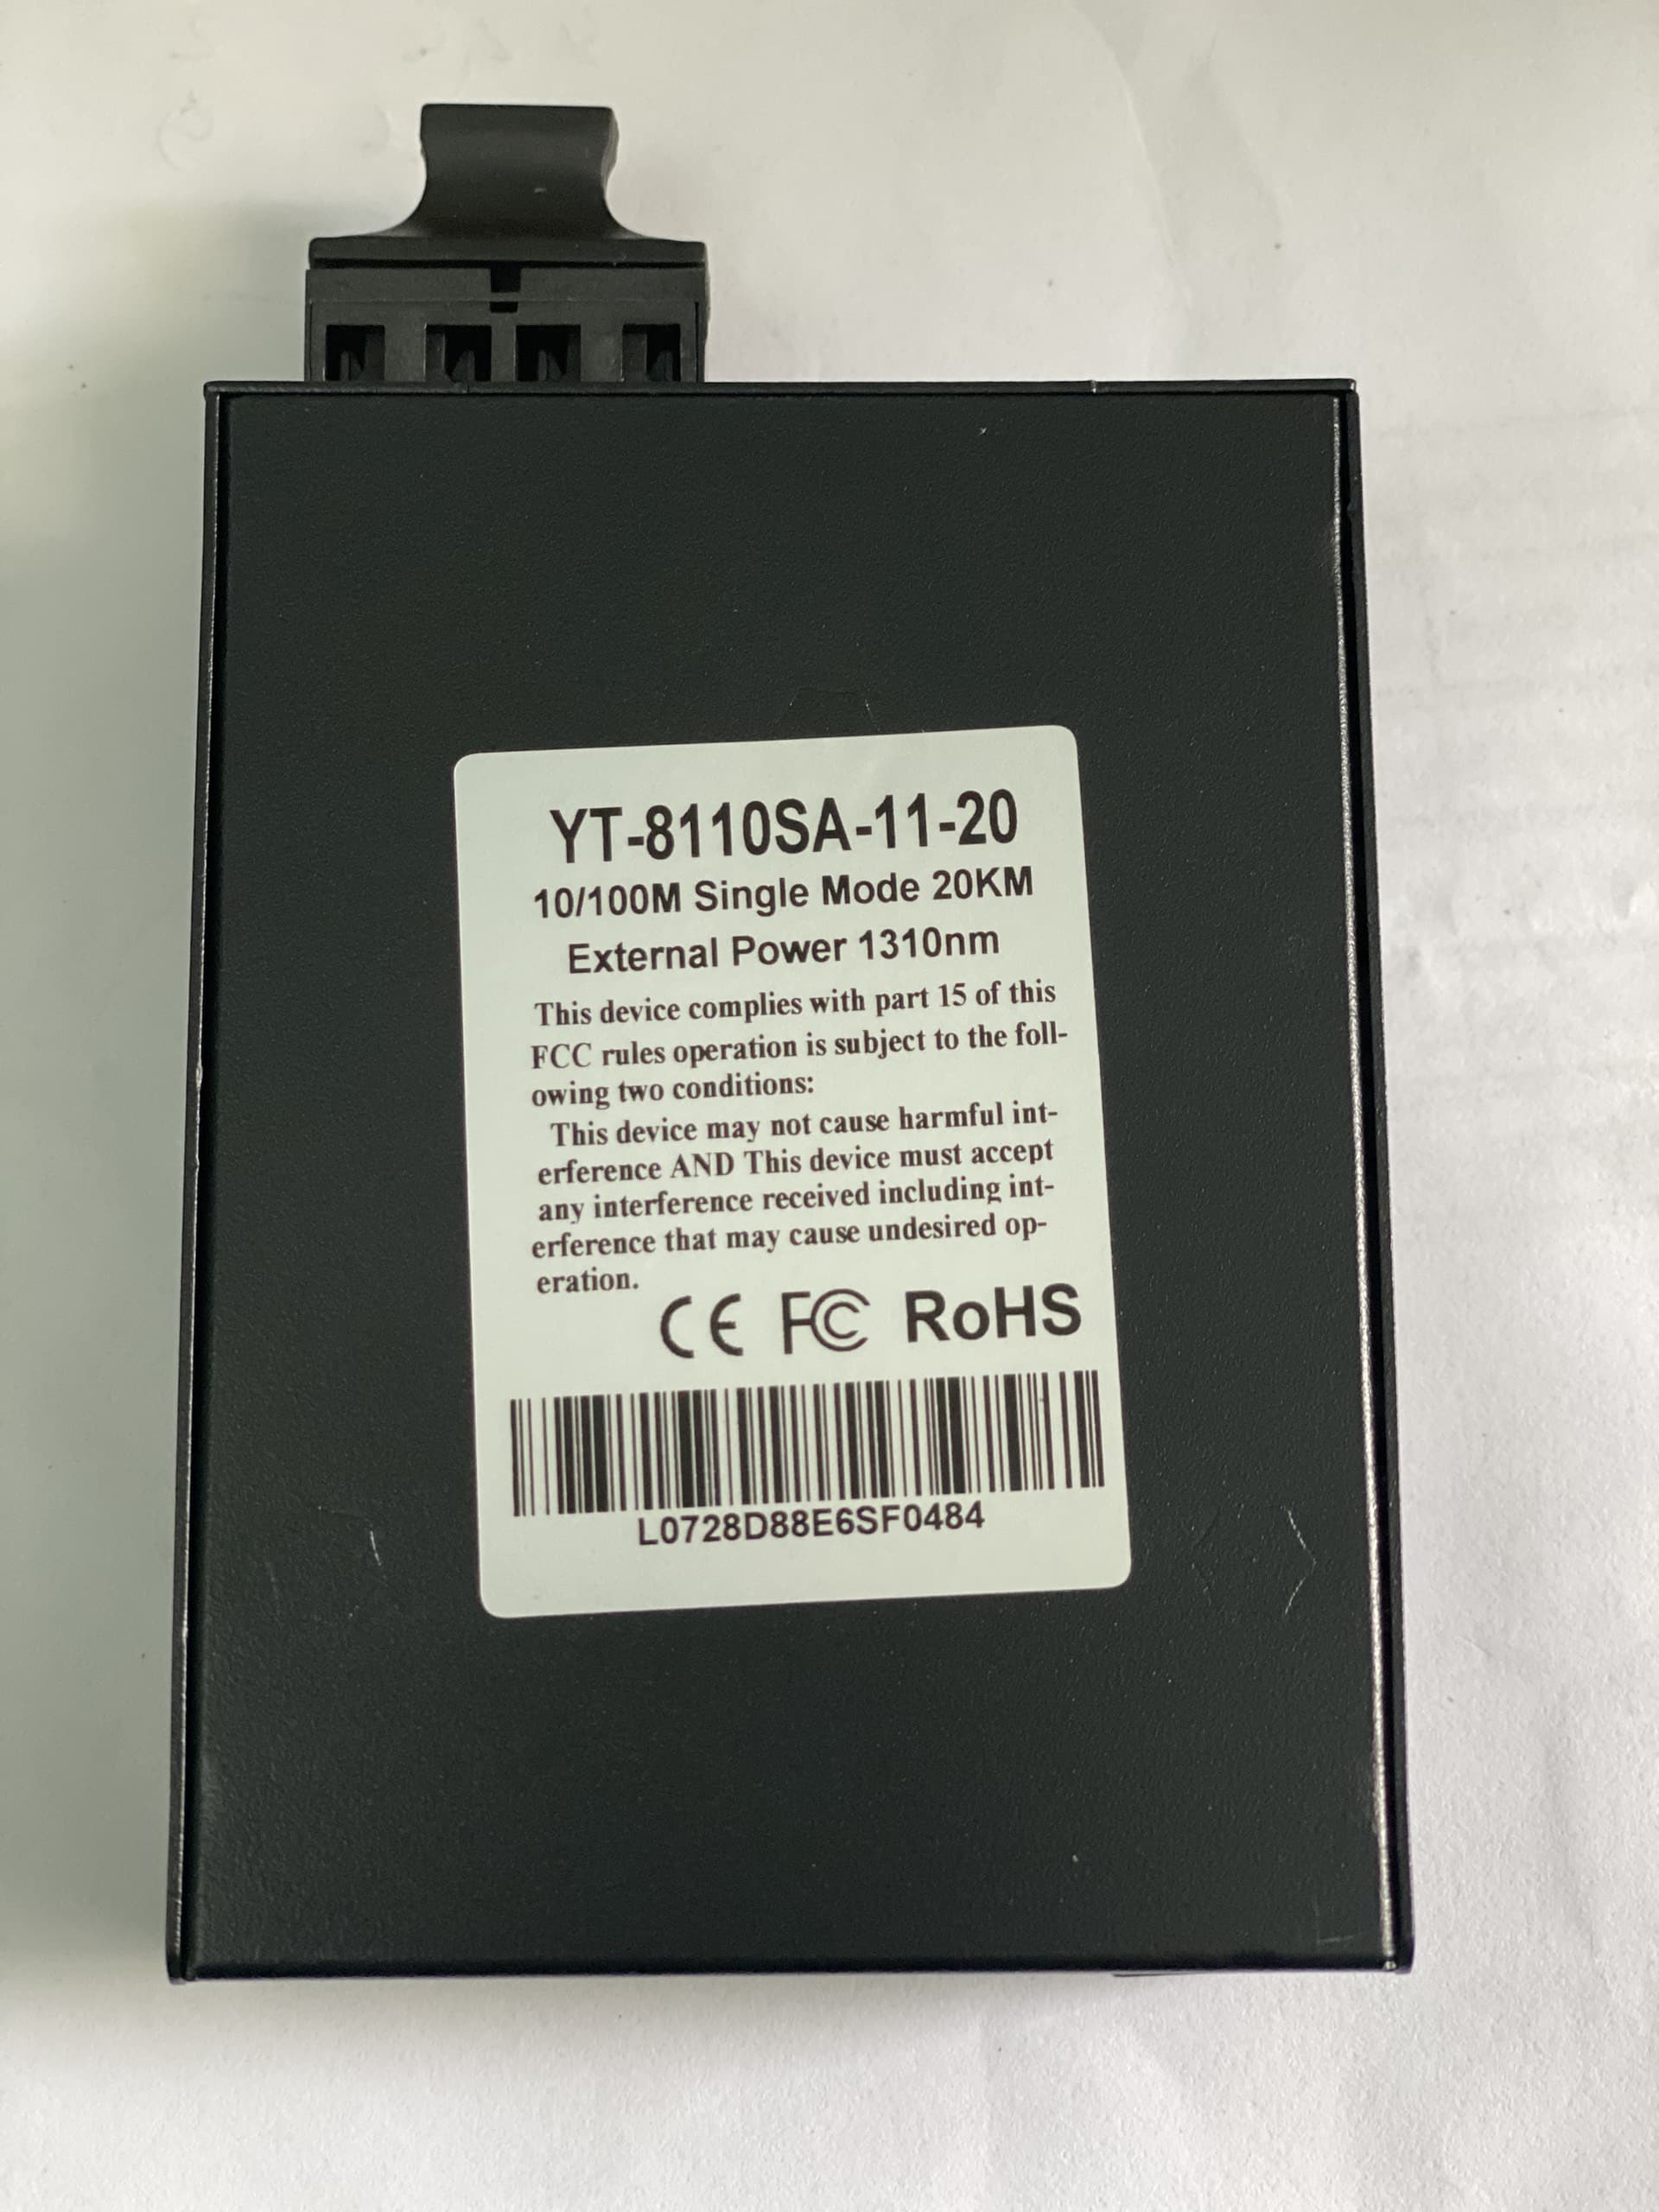 YT-8110SA-11-20
10/100M Single Mode 20KM
External Power 1310nm
This device complies with part 15 of this
FCC rules operation is subject to the foll-
owing two conditions:
This device may not cause harmful int-
erference AND This device must accept
any interference received including int-
erference that may cause undesired op-
eration.
CE FC RoHS
L0728D88E6SF0484